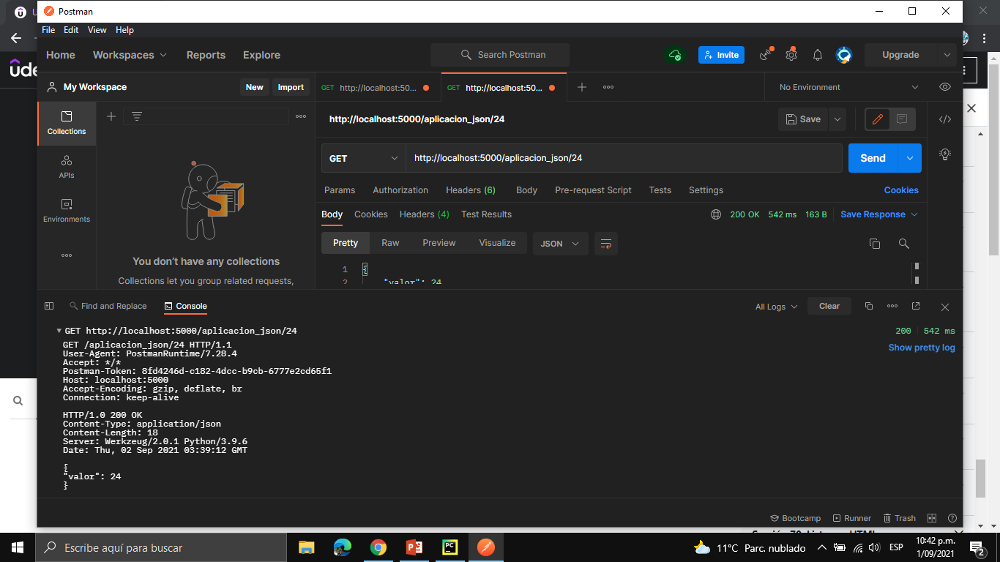 Postman
File Edit View Help
Home Workspaces Reports Explore Search Postman Invite Upgrade
ude
My Workspace New Import GET http://localhost:50... GET http://localhost:50... No Environment
Collections
http://localhost:5000/aplicacion_json/24 Save
GET http://localhost:5000/aplicacion_json/24 Send
APIs
Params Authorization Headers (6) Body Pre-request Script Tests Settings Cookies
Environments
Body Cookies Headers (4) Test Results 200 OK 542 ms 163 B Save Response
Pretty Raw Preview Visualize JSON
You don't have any collections
Collections let you group related requests,
1 {
2 "valor": 24
Find and Replace Console All Logs Clear
GET http://localhost:5000/aplicacion_json/24 200 542 ms
Show pretty log
GET /aplicacion_json/24 HTTP/1.1
User-Agent: PostmanRuntime/7.28.4
Accept: */*
Postman-Token: 8fd4246d-c182-4dcc-b9cb-6777e2cd65f1
Host: localhost:5000
Accept-Encoding: gzip, deflate, br
Connection: keep-alive
HTTP/1.0 200 OK
Content-Type: application/json
Content-Length: 18
Server: Werkzeug/2.0.1 Python/3.9.6
Date: Thu, 02 Sep 2021 03:39:12 GMT
{
"valor": 24
}
Bootcamp Runner Trash
Escribe aquí para buscar
11°C Parc. nublado ESP
10:42 p.m.
1/09/2021
2